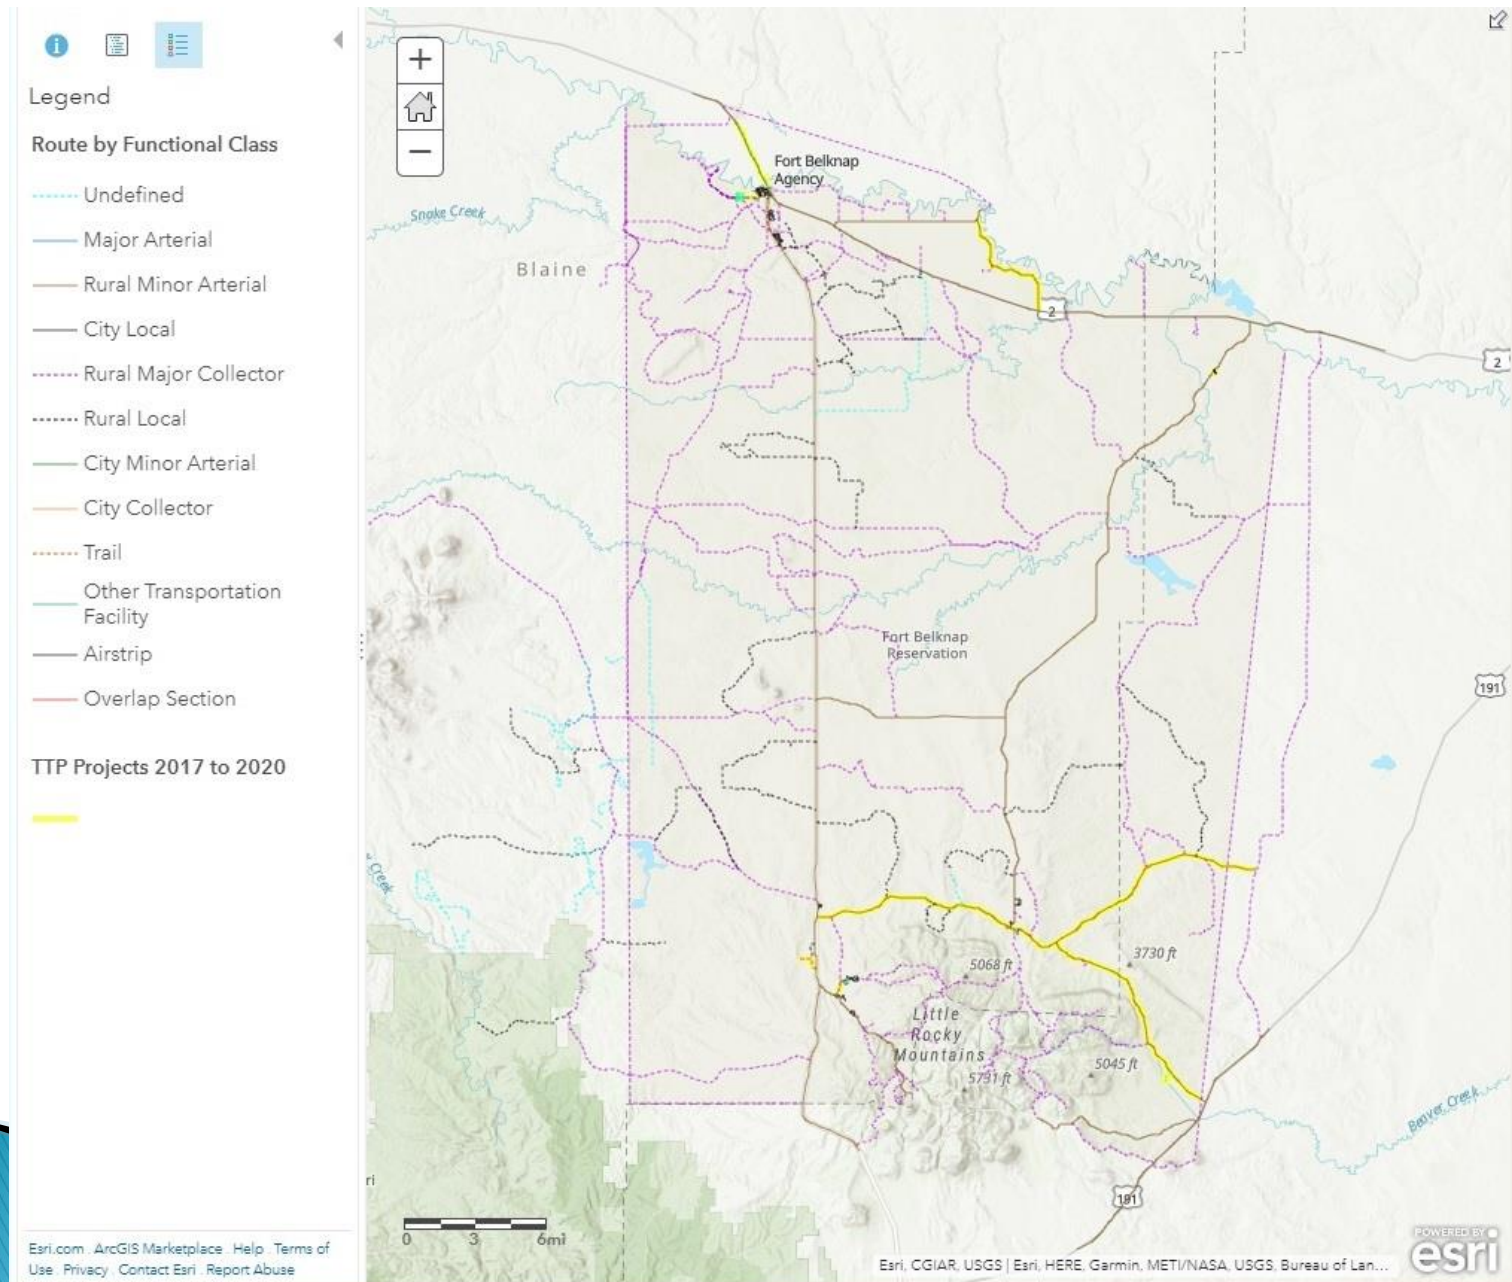 Legend
Route by Functional Class
Undefined
Major Arterial
Rural Minor Arterial
City Local
Rural Major Collector
Rural Local
City Minor Arterial
City Collector
Trail
Other Transportation
Facility
Airstrip
Overlap Section
TTP Projects 2017 to 2020
Esri.com . ArcGIS Marketplace . Help . Terms of
Use . Privacy . Contact Esri . Report Abuse
+
−
Fort Belknap
Agency
Snake Creek
Blaine
2
2
Fort Belknap
Reservation
191
Creek
3730 ft
5068 ft
Little
Rocky
Mountains
5045 ft
5791 ft
Beaver Creek
ri
191
0 3 6mi
Esri, CGIAR, USGS | Esri, HERE, Garmin, METI/NASA, USGS, Bureau of Lan...
POWERED BY
esri